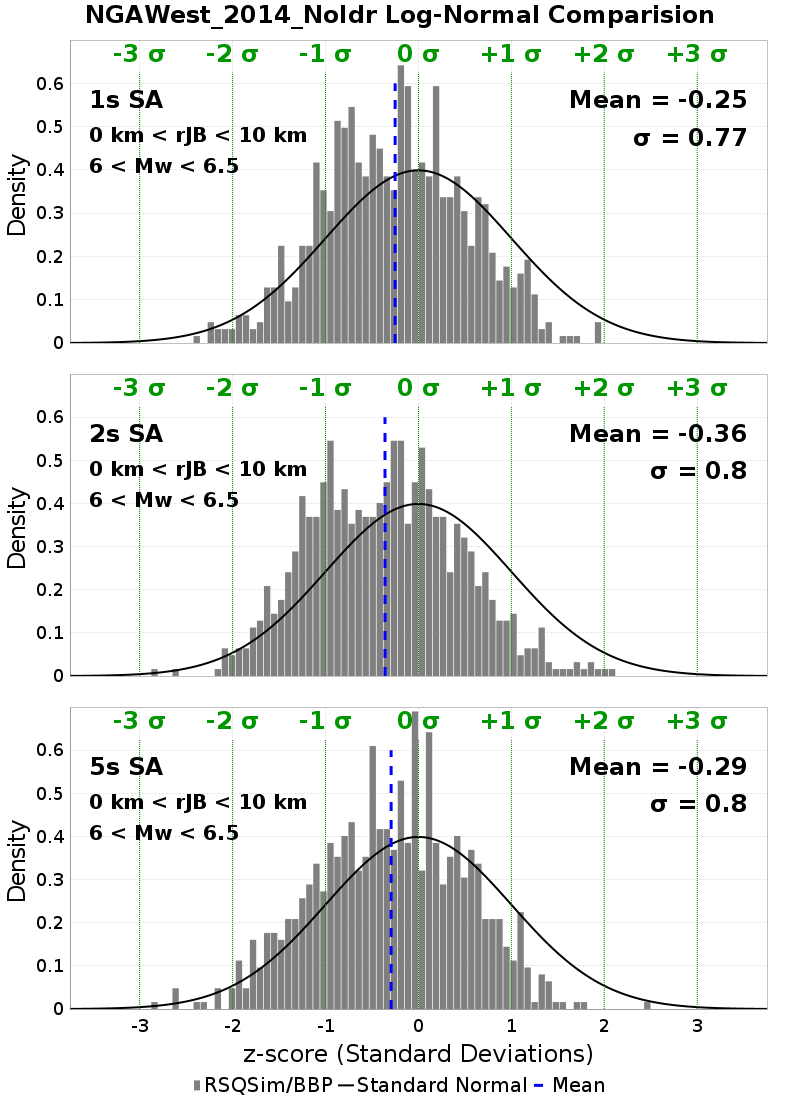 NGAWest_2014_NoIdr Log-Normal Comparision
-3 σ -2 σ -1 σ 0 σ +1 σ +2 σ +3 σ
1s SA
0 km < rJB < 10 km
6 < Mw < 6.5
Mean = -0.25
σ = 0.77
Density
0.6
0.5
0.4
0.3
0.2
0.1
0
-3 σ -2 σ -1 σ 0 σ +1 σ +2 σ +3 σ
2s SA
0 km < rJB < 10 km
6 < Mw < 6.5
Mean = -0.36
σ = 0.8
Density
0.6
0.5
0.4
0.3
0.2
0.1
0
-3 σ -2 σ -1 σ 0 σ +1 σ +2 σ +3 σ
5s SA
0 km < rJB < 10 km
6 < Mw < 6.5
Mean = -0.29
σ = 0.8
Density
0.6
0.5
0.4
0.3
0.2
0.1
0
-3 -2 -1 0 1 2 3
z-score (Standard Deviations)
RSQSim/BBP Standard Normal Mean